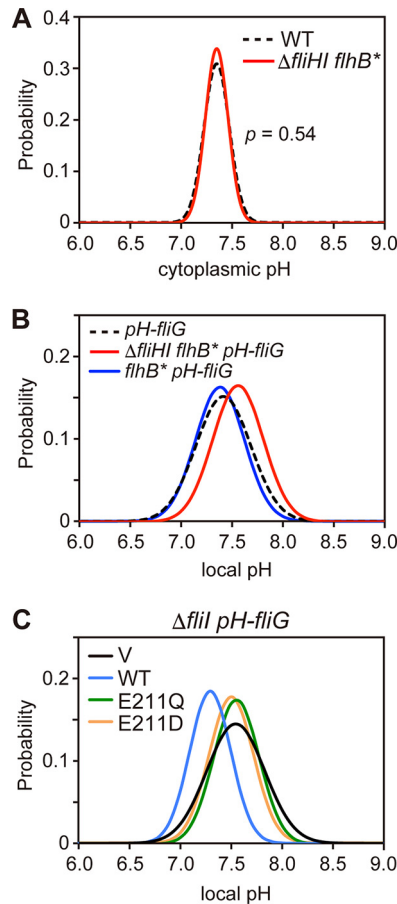 A
0.4
0.3
0.2
0.1
0
Probability
WT
ΔfliHI flhB*
p = 0.54
6.0 6.5 7.0 7.5 8.0 8.5 9.0
cytoplasmic pH
B
0.2
0.1
0
Probability
pH-fliG
ΔfliHI flhB* pH-fliG
flhB* pH-fliG
6.0 6.5 7.0 7.5 8.0 8.5 9.0
local pH
C
ΔfliI pH-fliG
0.2
0.1
0
Probability
V
WT
E211Q
E211D
6.0 6.5 7.0 7.5 8.0 8.5 9.0
local pH